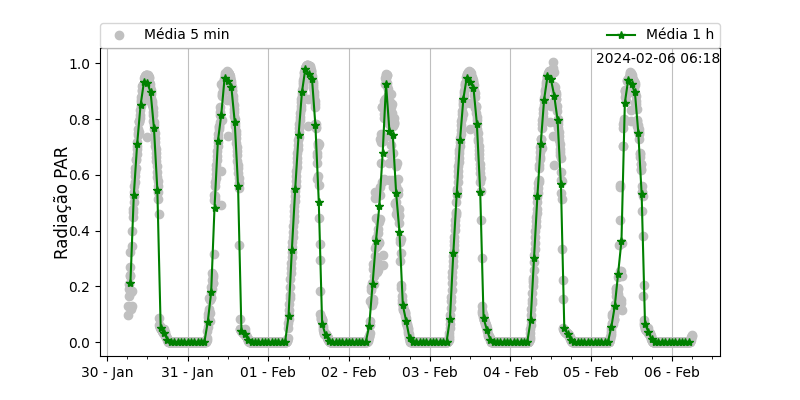 Média 5 min
Média 1 h
2024-02-06 06:18
Radiação PAR
1.0
0.8
0.6
0.4
0.2
0.0
30 - Jan
31 - Jan
01 - Feb
02 - Feb
03 - Feb
04 - Feb
05 - Feb
06 - Feb